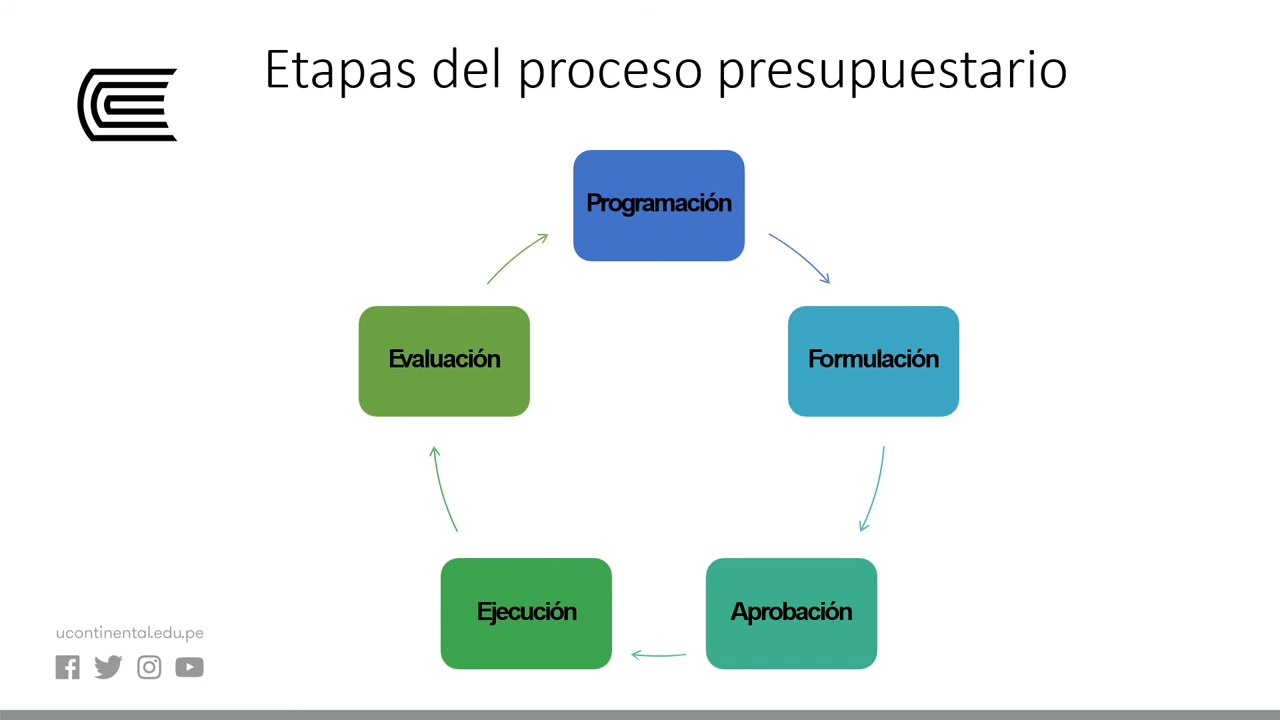 Etapas del proceso presupuestario
Programación
Evaluación
Formulación
Ejecución
Aprobación
ucontinental.edu.pe